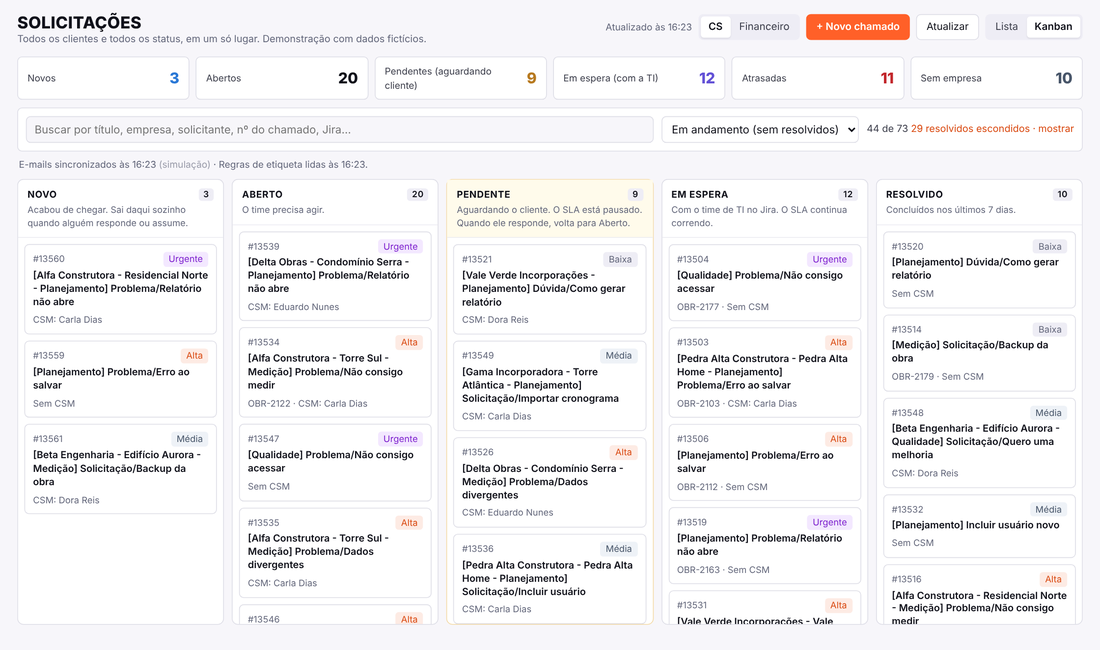 SOLICITAÇÕES
Todos os clientes e todos os status, em um só lugar. Demonstração com dados fictícios.
Atualizado às 16:23
CS
Financeiro
+ Novo chamado
Atualizar
Lista
Kanban
Novos
3
Abertos
20
Pendentes (aguardando
cliente)
9
Em espera (com a TI)
12
Atrasadas
11
Sem empresa
10
Buscar por título, empresa, solicitante, nº do chamado, Jira...
Em andamento (sem resolvidos)
44 de 73 29 resolvidos escondidos · mostrar
E-mails sincronizados às 16:23 (simulação) · Regras de etiqueta lidas às 16:23.
NOVO
3
Acabou de chegar. Sai daqui sozinho
quando alguém responde ou assume.
#13560
Urgente
[Alfa Construtora - Residencial Norte
- Planejamento] Problema/Relatório
não abre
CSM: Carla Dias
#13559
Alta
[Planejamento] Problema/Erro ao
salvar
Sem CSM
#13561
Média
[Beta Engenharia - Edifício Aurora -
Medição] Solicitação/Backup da
obra
CSM: Dora Reis
ABERTO
20
O time precisa agir.
#13539
Urgente
[Delta Obras - Condomínio Serra -
Planejamento] Problema/Relatório
não abre
CSM: Eduardo Nunes
#13534
Alta
[Alfa Construtora - Torre Sul -
Medição] Problema/Não consigo
medir
OBR-2122 · CSM: Carla Dias
#13547
Urgente
[Qualidade] Problema/Não consigo
acessar
Sem CSM
#13535
Alta
[Alfa Construtora - Torre Sul -
Medição] Problema/Dados
divergentes
CSM: Carla Dias
#13546
Alta
PENDENTE
9
Aguardando o cliente. O SLA está pausado.
Quando ele responde, volta para Aberto.
#13521
Baixa
[Vale Verde Incorporações -
Planejamento] Dúvida/Como gerar
relatório
CSM: Dora Reis
#13549
Média
[Gama Incorporadora - Torre
Atlântica - Planejamento]
Solicitação/Importar cronograma
CSM: Carla Dias
#13526
Alta
[Delta Obras - Condomínio Serra -
Medição] Problema/Dados
divergentes
CSM: Eduardo Nunes
#13536
Média
[Pedra Alta Construtora - Pedra Alta
Home - Planejamento]
Solicitação/Incluir usuário
CSM: Carla Dias
EM ESPERA
12
Com o time de TI no Jira. O SLA continua
correndo.
#13504
Urgente
[Qualidade] Problema/Não consigo
acessar
OBR-2177 · Sem CSM
#13503
Alta
[Pedra Alta Construtora - Pedra Alta
Home - Planejamento]
Problema/Erro ao salvar
OBR-2103 · CSM: Carla Dias
#13506
Alta
[Planejamento] Problema/Erro ao
salvar
OBR-2112 · Sem CSM
#13519
Urgente
[Planejamento] Problema/Relatório
não abre
OBR-2163 · Sem CSM
#13531
Alta
[Vale Verde Incorporações - Vale
RESOLVIDO
10
Concluídos nos últimos 7 dias.
#13520
Baixa
[Planejamento] Dúvida/Como gerar
relatório
Sem CSM
#13514
Baixa
[Medição] Solicitação/Backup da
obra
OBR-2179 · Sem CSM
#13548
Média
[Beta Engenharia - Edifício Aurora -
Qualidade] Solicitação/Quero uma
melhoria
CSM: Dora Reis
#13532
Média
[Planejamento] Incluir usuário novo
Sem CSM
#13516
Alta
[Alfa Construtora - Residencial Norte
- Medição] Problema/Não consigo
medir